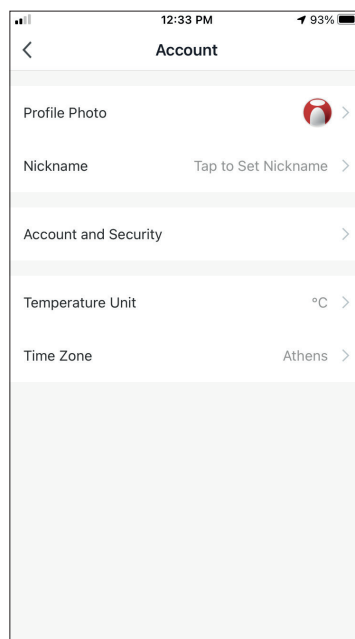 12:33 PM 93%
Account
Profile Photo
Nickname Tap to Set Nickname
Account and Security
Temperature Unit °C
Time Zone Athens